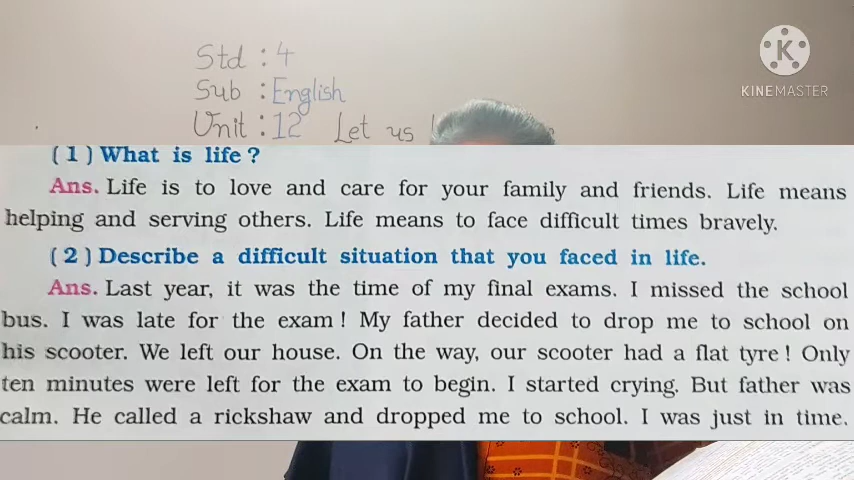 Std : 4
Sub : English
Unit : 12 Let us
K
KINEMASTER
(1) What is life?
Ans. Life is to love and care for your family and friends. Life means
helping and serving others. Life means to face difficult times bravely.
(2) Describe a difficult situation that you faced in life.
Ans. Last year, it was the time of my final exams. I missed the school
bus. I was late for the exam! My father decided to drop me to school on
his scooter. We left our house. On the way, our scooter had a flat tyre! Only
ten minutes were left for the exam to begin. I started crying. But father was
calm. He called a rickshaw and dropped me to school. I was just in time.